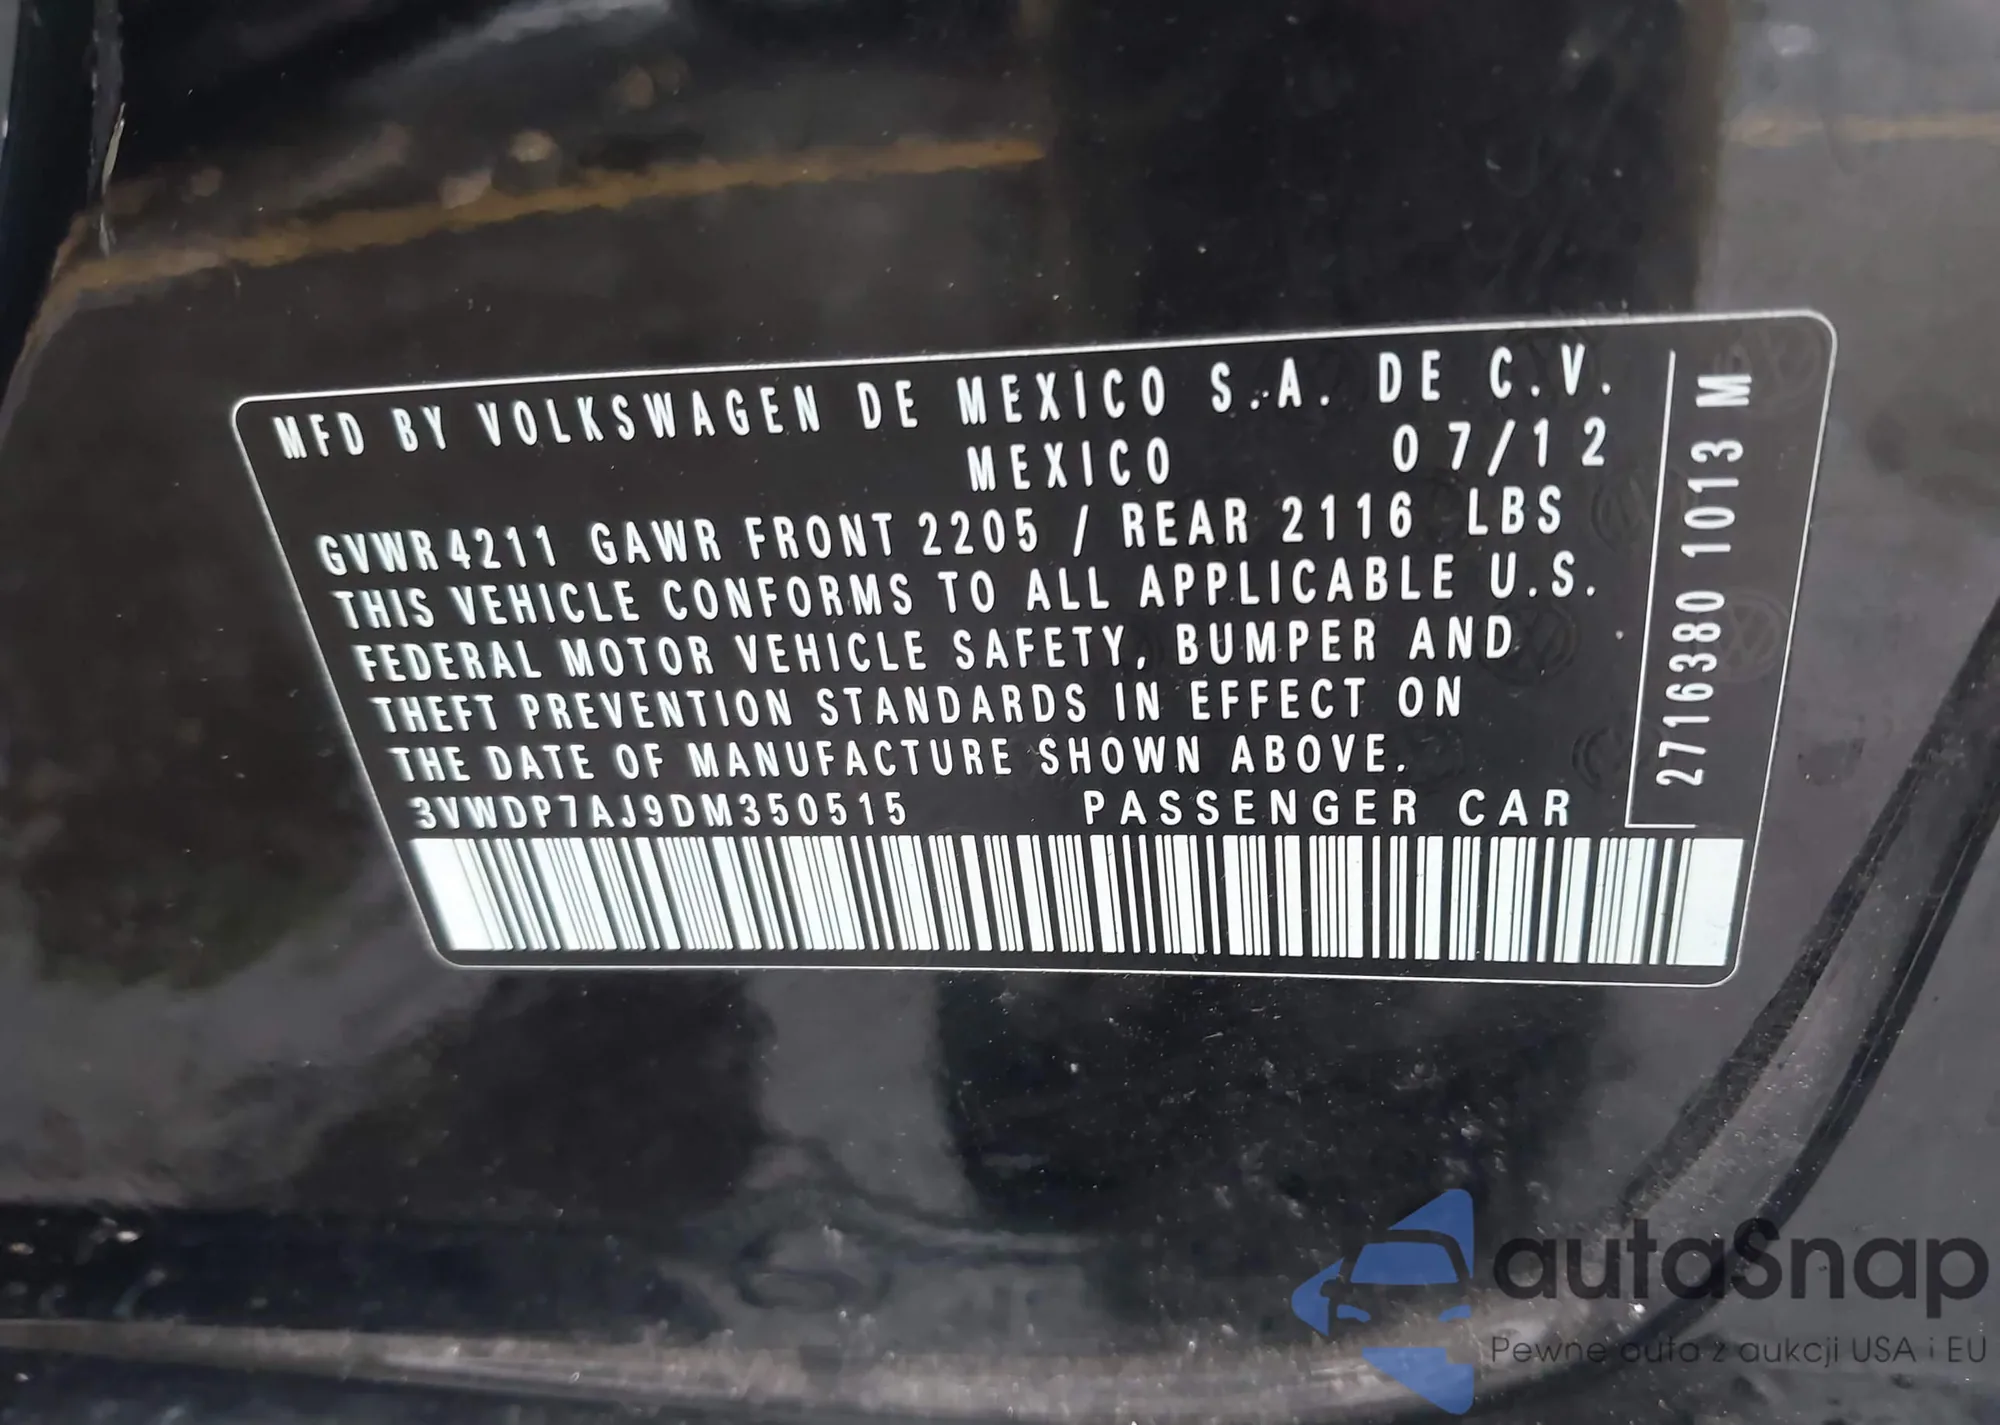 MFD BY VOLKSWAGEN DE MEXICO S.A. DE C.V.
MEXICO 07/12
GVWR 4211 GAWR FRONT 2205 / REAR 2116 LBS
THIS VEHICLE CONFORMS TO ALL APPLICABLE U.S.
FEDERAL MOTOR VEHICLE SAFETY, BUMPER AND
THEFT PREVENTION STANDARDS IN EFFECT ON
THE DATE OF MANUFACTURE SHOWN ABOVE.
3VWDP7AJ9DM350515 PASSENGER CAR
2716380 1013 M
autaSnap
Pewne auta z aukcji USA i EU